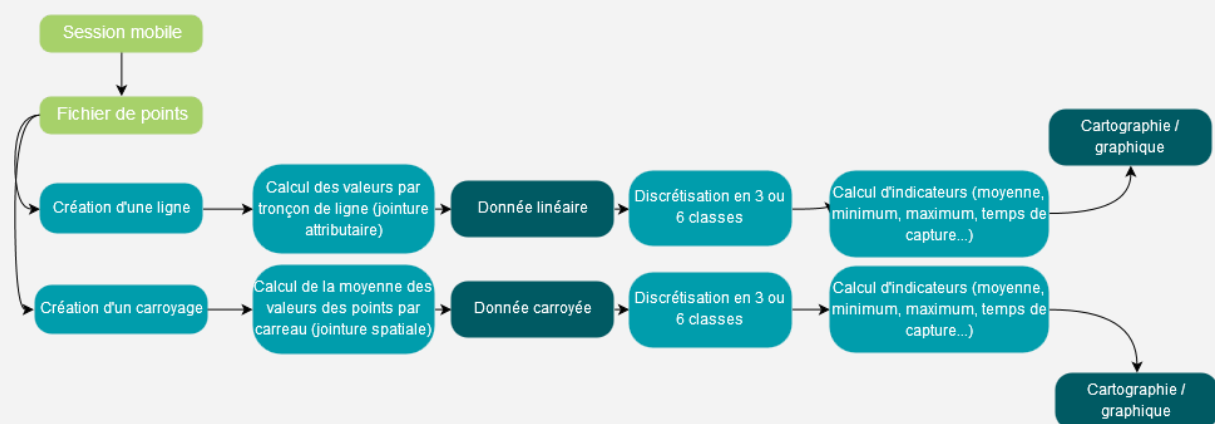 Session mobile
Fichier de points
Cartographie /
graphique
Création d'une ligne
Calcul des valeurs par
tronçon de ligne (jointure
attributaire)
Donnée linéaire
Discrétisation en 3 ou
6 classes
Calcul d'indicateurs (moyenne,
minimum, maximum, temps de
capture...)
Création d'un carroyage
Calcul de la moyenne des
valeurs des points par
carreau (jointure spatiale)
Donnée carroyée
Discrétisation en 3 ou
6 classes
Calcul d'indicateurs (moyenne,
minimum, maximum, temps de
capture...)
Cartographie /
graphique